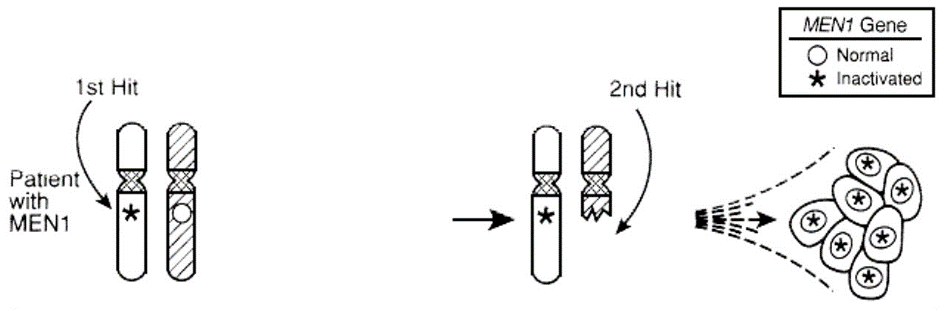 MEN1 Gene
Normal
Inactivated
1st Hit
2nd Hit
Patient
with
MEN1